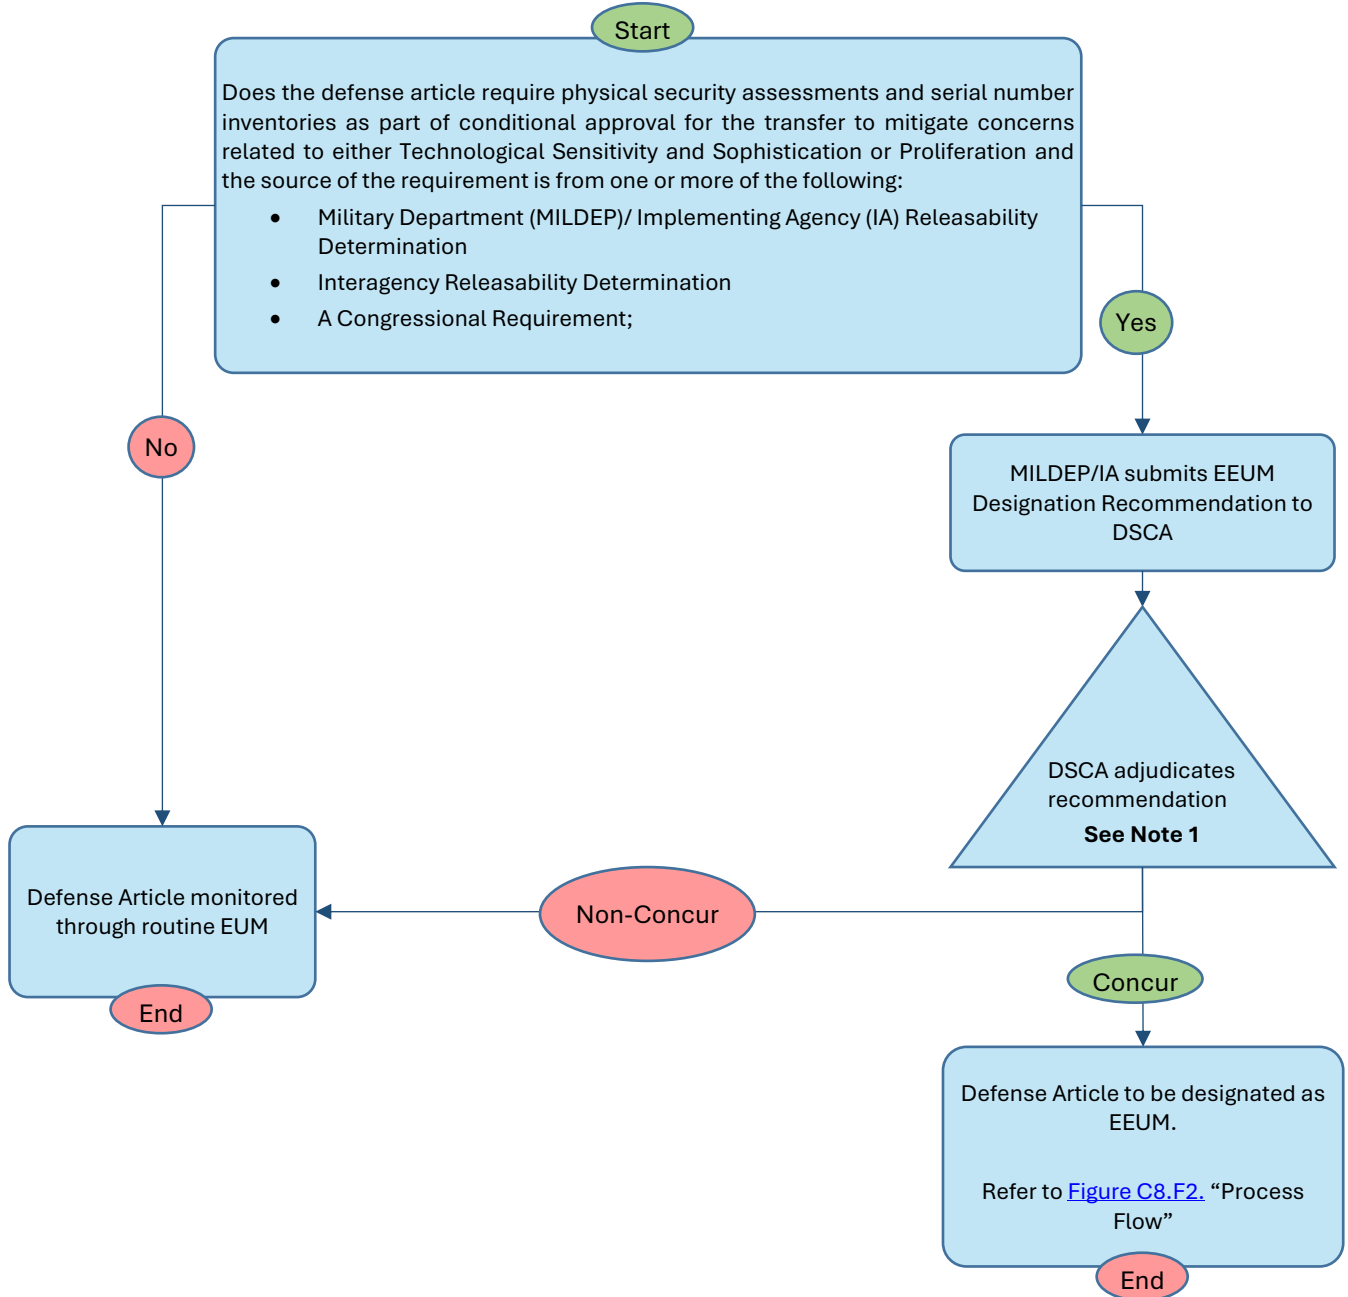 Start
Does the defense article require physical security assessments and serial number
inventories as part of conditional approval for the transfer to mitigate concerns
related to either Technological Sensitivity and Sophistication or Proliferation and
the source of the requirement is from one or more of the following:
• Military Department (MILDEP)/ Implementing Agency (IA) Releasability
Determination
• Interagency Releasability Determination
• A Congressional Requirement;
Yes
No
MILDEP/IA submits EEUM
Designation Recommendation to
DSCA
DSCA adjudicates
recommendation
See Note 1
Defense Article monitored
through routine EUM
Non-Concur
Concur
End
Defense Article to be designated as
EEUM.
Refer to Figure C8.F2. “Process
Flow”
End